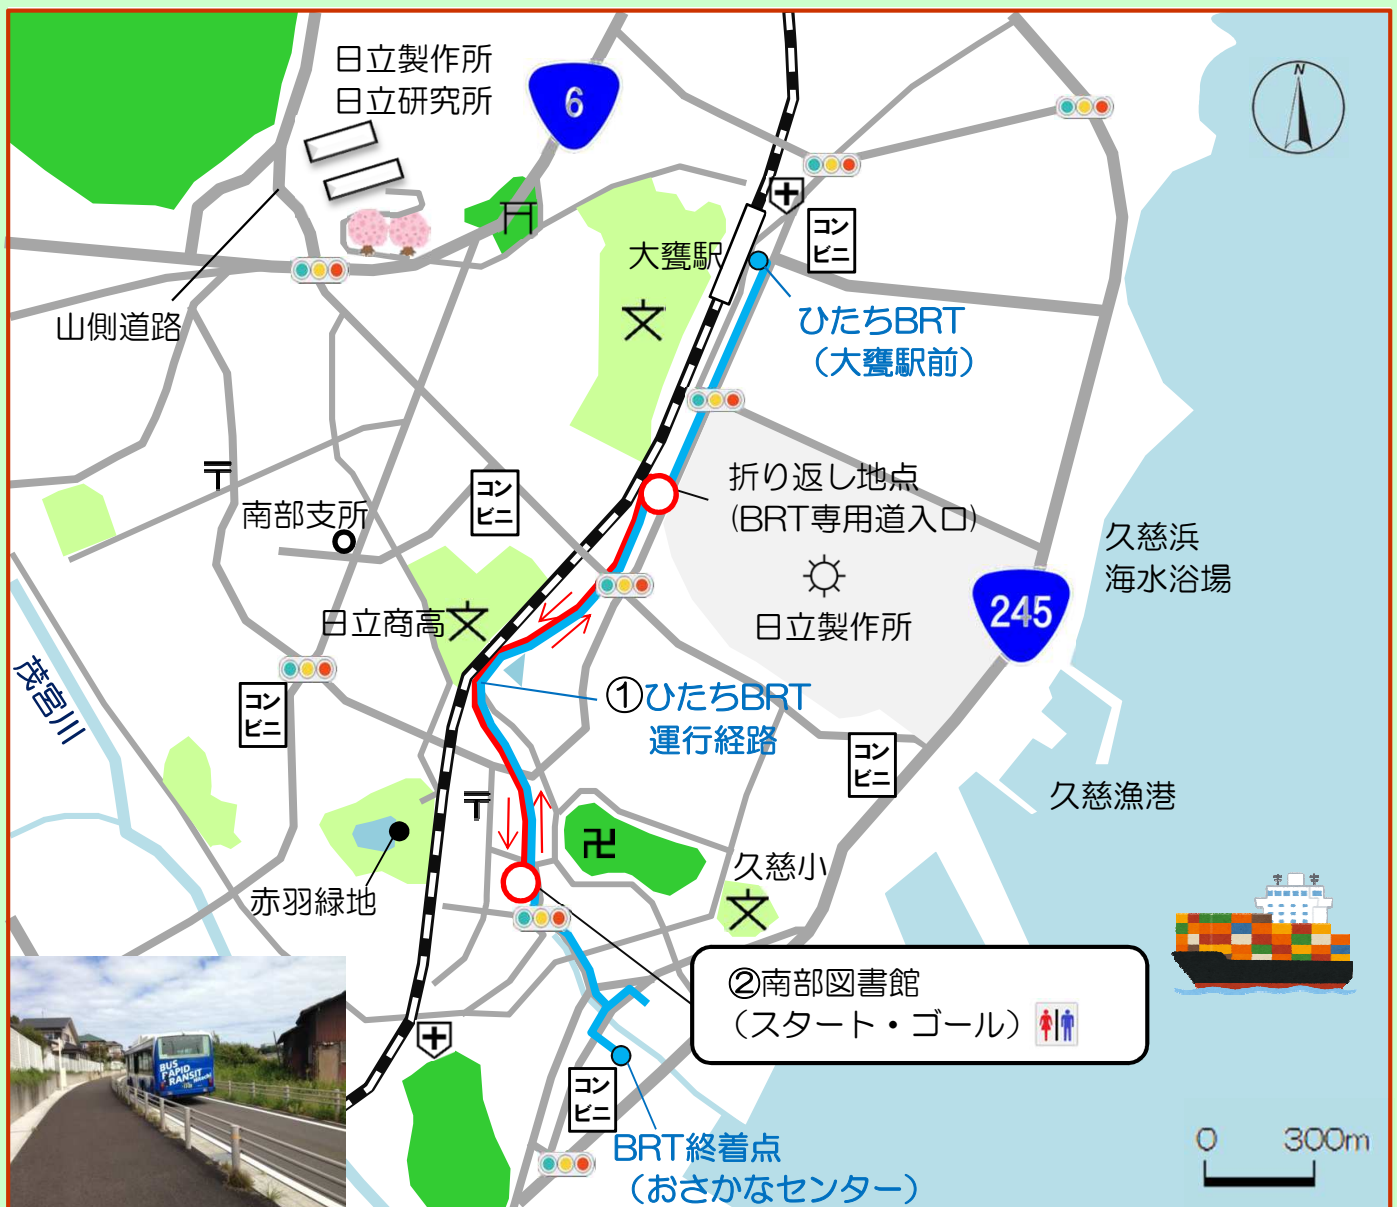 日立製作所
日立研究所
6
N
コン
ビニ
大甕駅
山側道路
ひたちBRT
(大甕駅前)
折り返し地点
(BRT専用道入口)
コン
ビニ
南部支所
久慈浜
海水浴場
245
日立製作所
日立商高
茂宮川
コン
ビニ
①ひたちBRT
運行経路
コン
ビニ
久慈漁港
久慈小
赤羽緑地
②南部図書館
(スタート・ゴール)
BUS
RAPID
TRANSIT
コン
ビニ
BRT終着点
(おさかなセンター)
0 300m